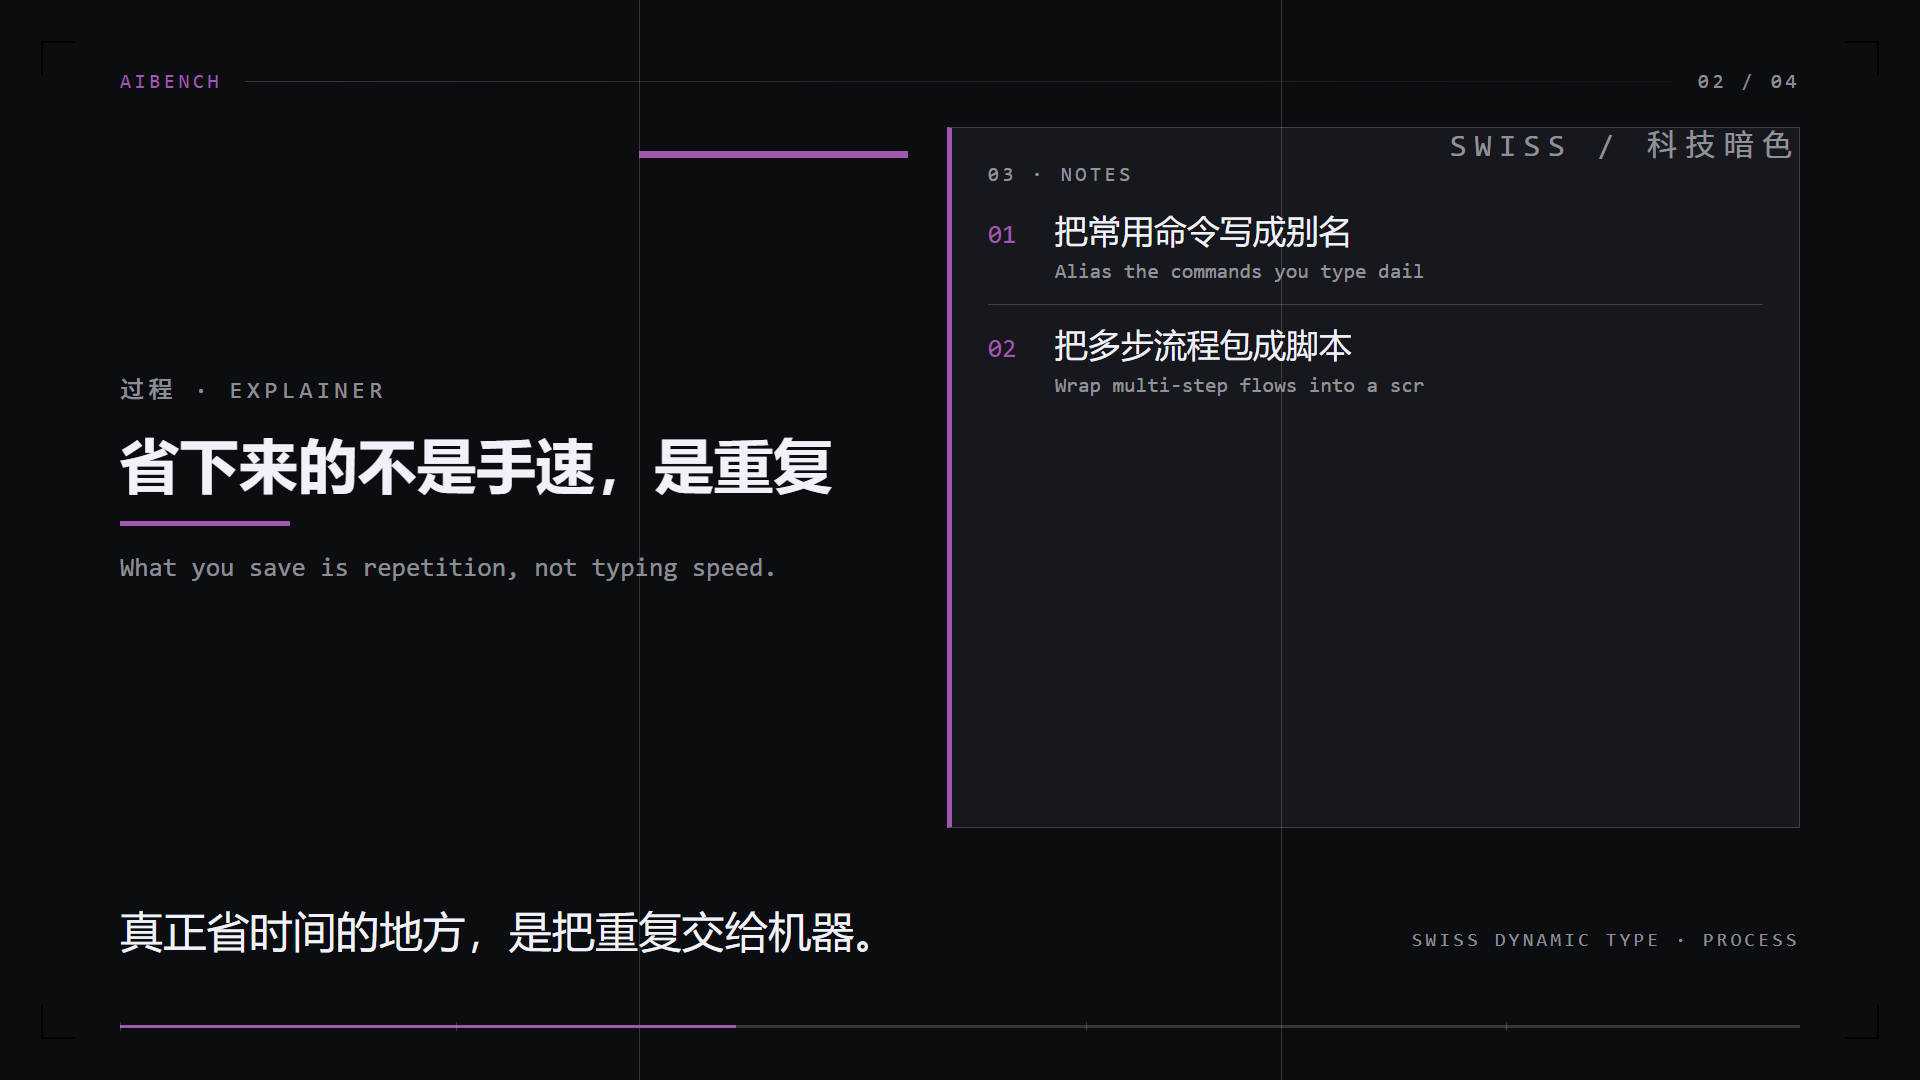 AIBENCH
02 / 04
SWISS / 科技暗色
03 · NOTES
01 把常用命令写成别名
Alias the commands you type dail
02 把多步流程包成脚本
Wrap multi-step flows into a scr
过程 · EXPLAINER
省下来的不是手速，是重复
What you save is repetition, not typing speed.
真正省时间的地方，是把重复交给机器。
SWISS DYNAMIC TYPE · PROCESS